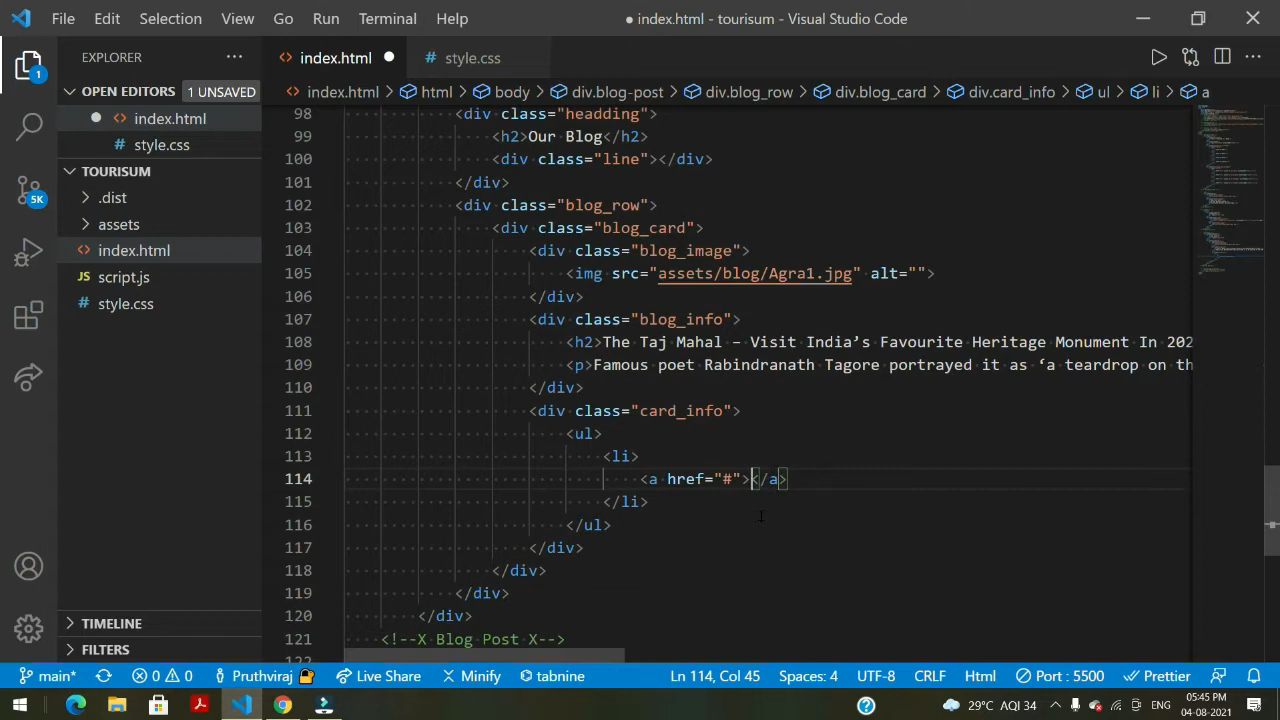 File Edit Selection View Go Run Terminal Help
● index.html - tourisum - Visual Studio Code
EXPLORER
OPEN EDITORS 1 UNSAVED
index.html
style.css
TOURISUM
.dist
assets
index.html
script.js
style.css
TIMELINE
FILTERS
1
5K
index.html
style.css
index.html > html > body > div.blog-post > div.blog_row > div.blog_card > div.card_info > ul > li > a
98 <div class="headding">
99 <h2>Our Blog</h2>
100 <div class="line"></div>
101 </div>
102 <div class="blog_row">
103 <div class="blog_card">
104 <div class="blog_image">
105 <img src="assets/blog/Agra1.jpg" alt="">
106 </div>
107 <div class="blog_info">
108 <h2>The Taj Mahal – Visit India’s Favourite Heritage Monument In 202
109 <p>Famous poet Rabindranath Tagore portrayed it as ‘a teardrop on th
110 </div>
111 <div class="card_info">
112 <ul>
113 <li>
114 <a href="#"></a>
115 </li>
116 </ul>
117 </div>
118 </div>
119 </div>
120 </div>
121 <!--X Blog Post X-->
122
main* 0 0 Pruthviraj Live Share Minify tabnine Ln 114, Col 45 Spaces: 4 UTF-8 CRLF Html Port : 5500 Prettier
29°C AQI 34 ENG 05:45 PM
04-08-2021